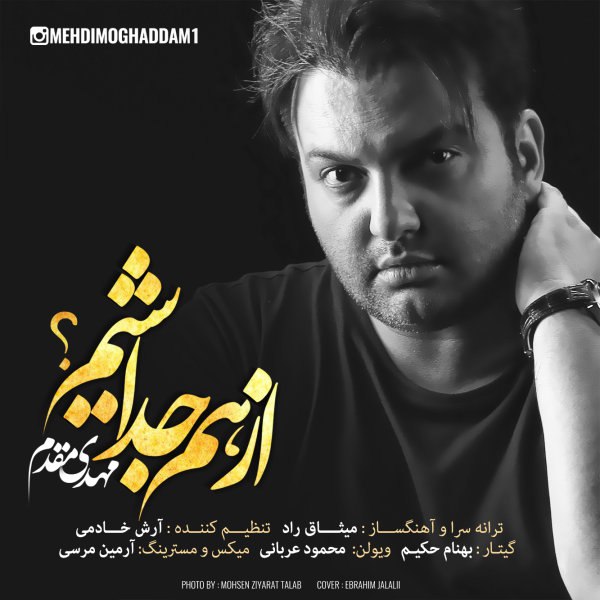 MEHDIMOGHADDAM1
از هم جدا شیم ؟
مهدی مقدم
ترانه سرا و آهنگساز : میثاق راد تنظیم کننده : آرش خادمی
گیتار : بهنام حکیم ویولن: محمود عربانی میکس و مسترینگ: آرمین مرسی
PHOTO BY : MOHSEN ZIYARAT TALAB COVER : EBRAHIM JALALII